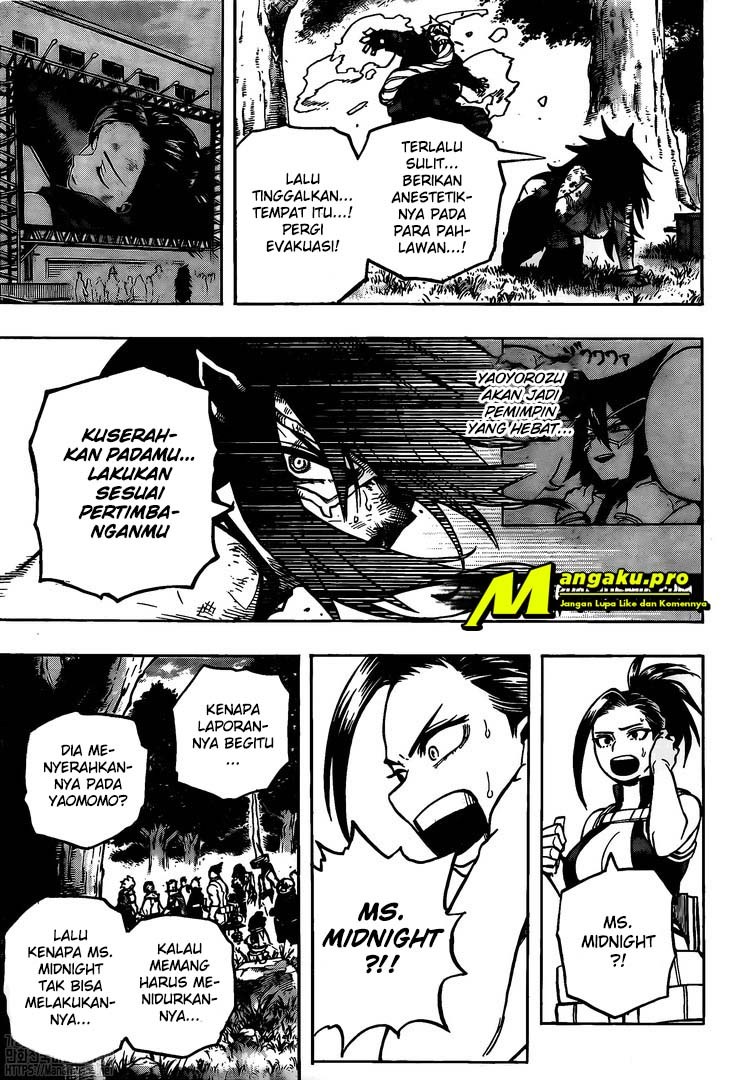 TERLALU
SULIT...
BERIKAN
ANESTETIK-
NYA PADA
PARA PAH-
LAWAN...!
LALU
TINGGALKAN...
TEMPAT ITU...!
PERGI
EVAKUASI!
YAOYOROZU
AKAN JADI
PEMIMPIN
YANG HEBAT...
KUSERAH-
KAN PADAMU...
LAKUKAN
SESUAI
PERTIMBA-
NGANMU
Mangaku.pro
Jangan Lupa Like dan Komennya
MS.
MIDNIGHT
?!
MS.
MIDNIGHT
?!!
KENAPA
LAPORAN-
NYA BEGITU
...
DIA ME-
NYERAHKAN-
NYA PADA
YAOMOMO?
KALAU
MEMANG
HARUS ME-
NIDURKAN-
NYA...
LALU
KENAPA MS.
MIDNIGHT
TAK BISA
MELAKUKAN-
NYA...